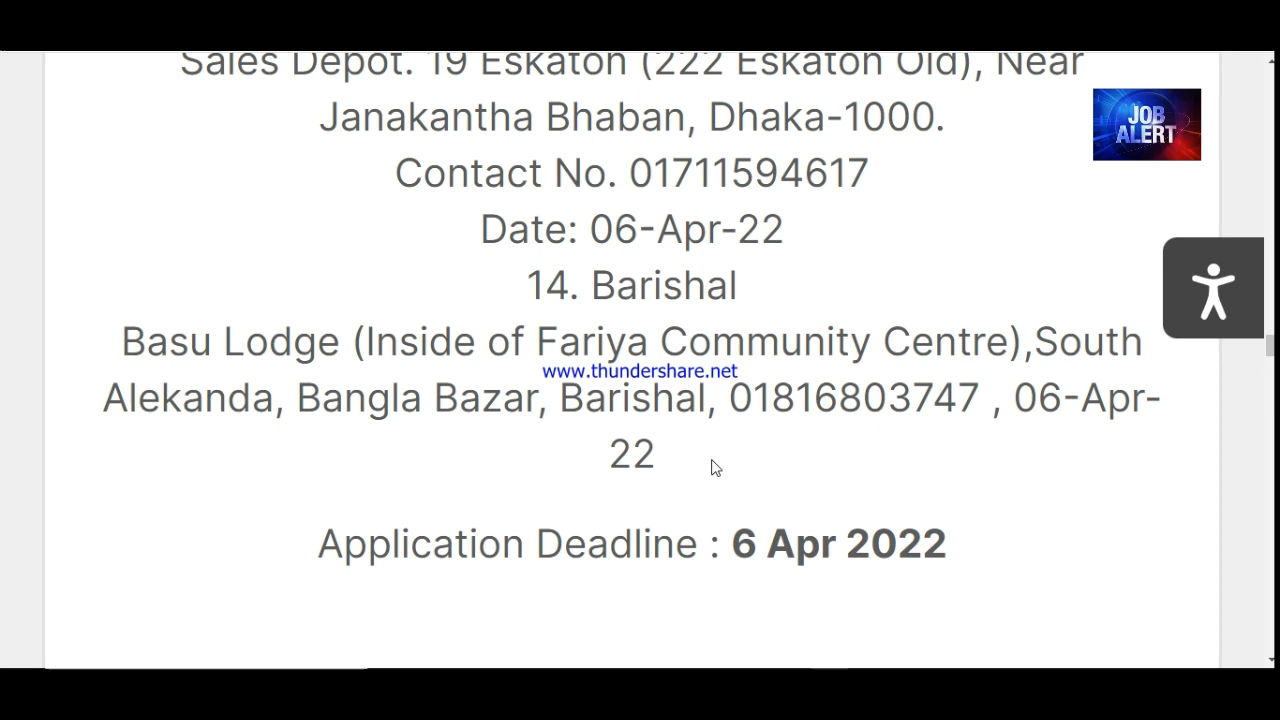 Sales Depot. 19 Eskaton (222 Eskaton Old), Near
Janakantha Bhaban, Dhaka-1000.
JOB
ALERT
Contact No. 01711594617
Date: 06-Apr-22
14. Barishal
Basu Lodge (Inside of Fariya Community Centre),South
www.thundershare.net
Alekanda, Bangla Bazar, Barishal, 01816803747 , 06-Apr-
22
Application Deadline : 6 Apr 2022